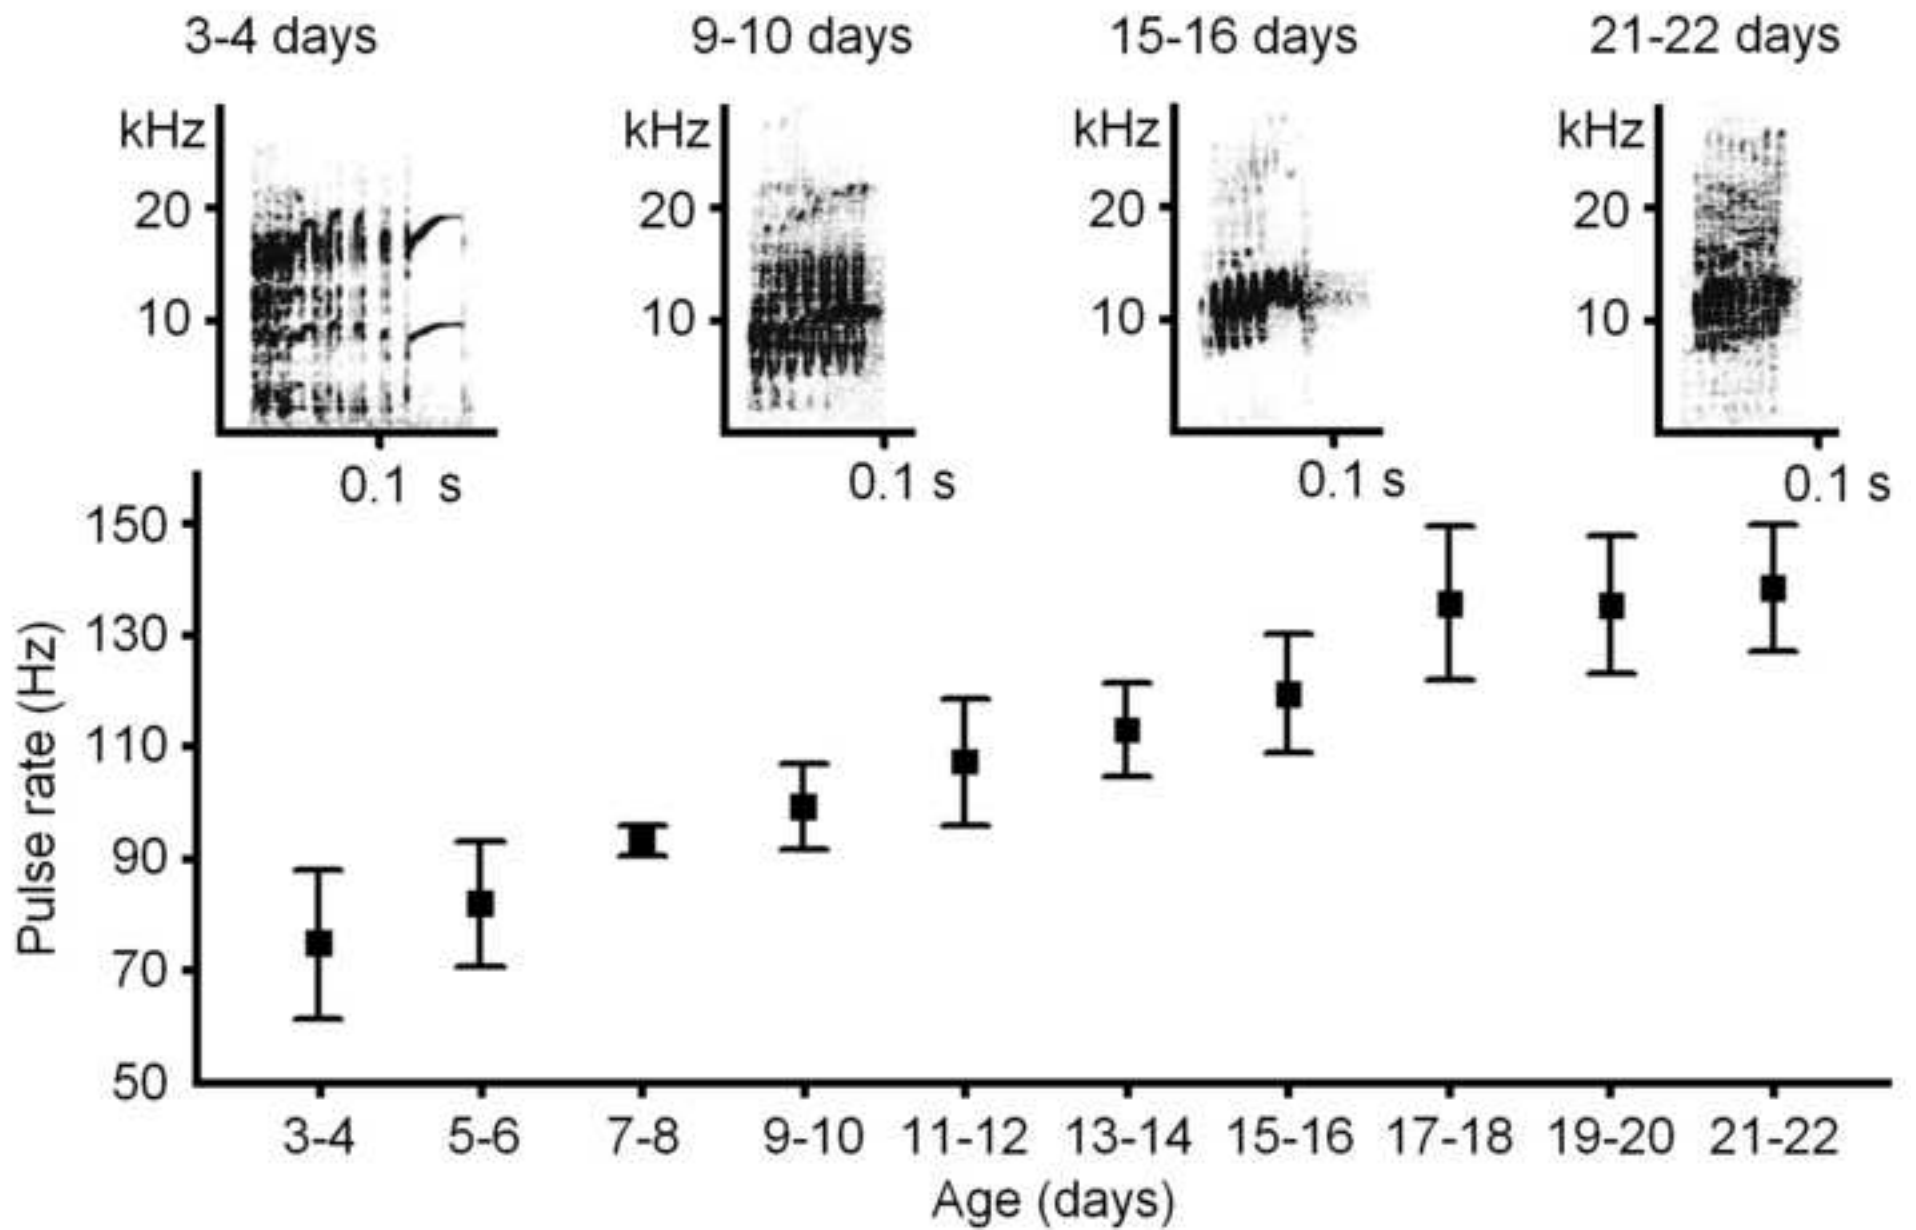 3-4 days 9-10 days 15-16 days 21-22 days
kHz kHz kHz kHz
20 20 20 20
10 10 10 10
0.1 s 0.1 s 0.1 s 0.1 s
150
130
110
90
70
50
Pulse rate (Hz)
3-4 5-6 7-8 9-10 11-12 13-14 15-16 17-18 19-20 21-22
Age (days)